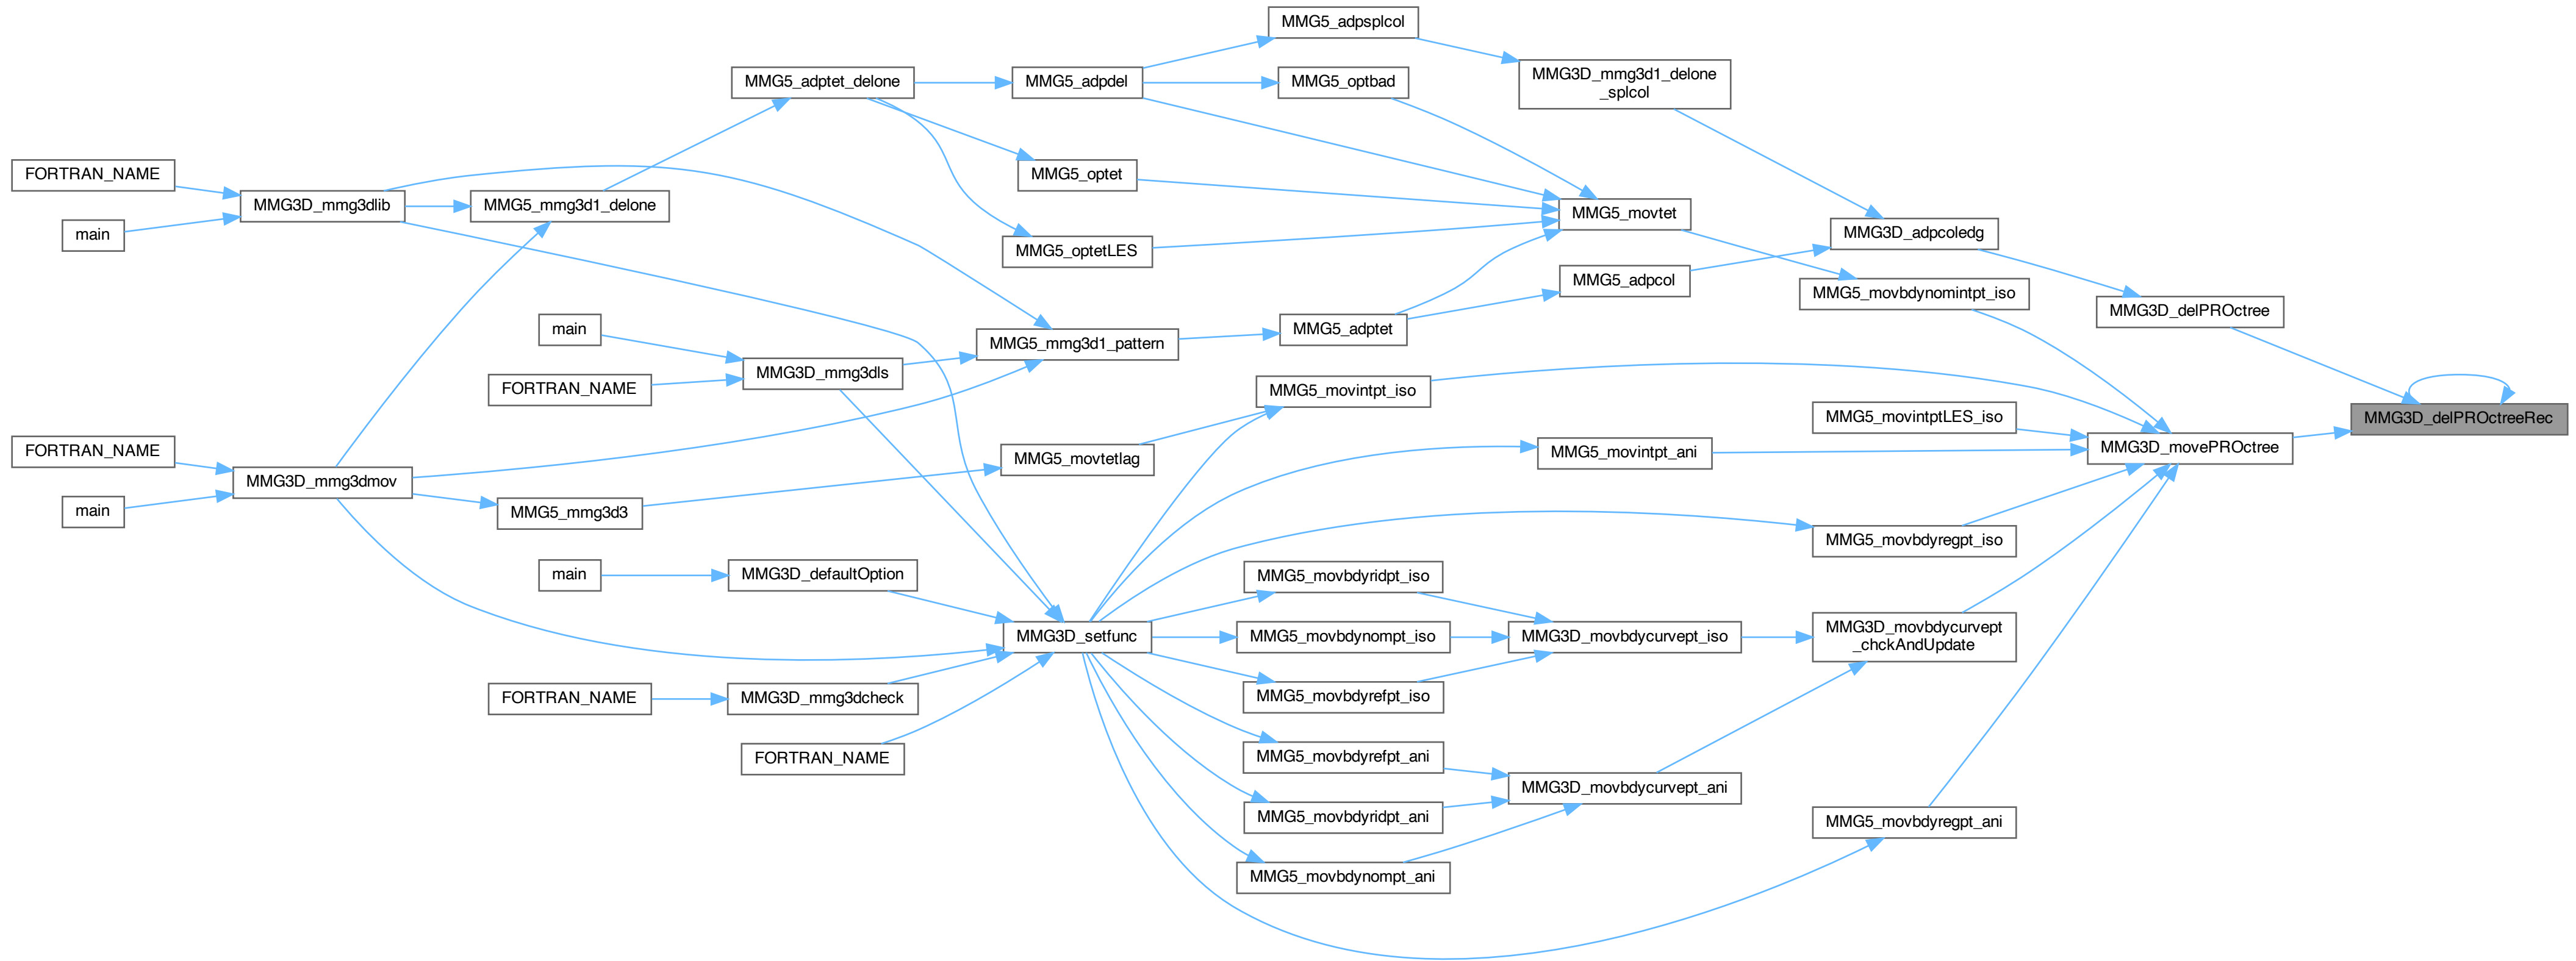 MMG5_adpsplcol
MMG5_adptet_delone
MMG5_adpdel
MMG5_optbad
MMG3D_mmg3d1_delone
_splcol
FORTRAN_NAME
MMG3D_mmg3dlib
MMG5_mmg3d1_delone
main
MMG5_optet
MMG5_optetLES
MMG5_movtet
MMG3D_adpcoledg
MMG5_adpcol
MMG5_movbdynomintpt_iso
MMG3D_delPROctree
main
MMG5_mmg3d1_pattern
MMG5_adptet
MMG3D_mmg3dls
FORTRAN_NAME
MMG5_movintpt_iso
MMG5_movintptLES_iso
MMG3D_delPROctreeRec
MMG3D_movePROctree
FORTRAN_NAME
MMG3D_mmg3dmov
main
MMG5_movtetlag
MMG5_movintpt_ani
MMG5_mmg3d3
MMG5_movbdyregpt_iso
main
MMG3D_defaultOption
MMG5_movbdyridpt_iso
MMG3D_setfunc
MMG5_movbdynompt_iso
MMG3D_movbdycurvept_iso
MMG3D_movbdycurvept
_chckAndUpdate
FORTRAN_NAME
MMG3D_mmg3dcheck
MMG5_movbdyrefpt_iso
FORTRAN_NAME
MMG5_movbdyrefpt_ani
MMG3D_movbdycurvept_ani
MMG5_movbdyridpt_ani
MMG5_movbdyregpt_ani
MMG5_movbdynompt_ani